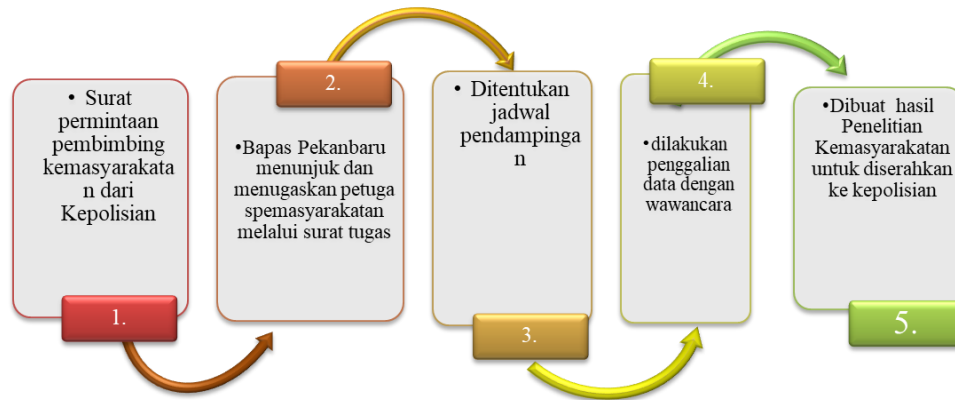 • Surat
permintaan
pembimbing
kemasyarakata
n dari
Kepolisian
1.
2.
•Bapas Pekanbaru
menunjuk dan
menugaskan petuga
spemasyarakatan
melalui surat tugas
• Ditentukan
jadwal
pendampinga
n
3.
4.
•dilakukan
penggalian
data dengan
wawancara
•Dibuat hasil
Penelitian
Kemasyarakatan
untuk diserahkan
ke kepolisian
5.